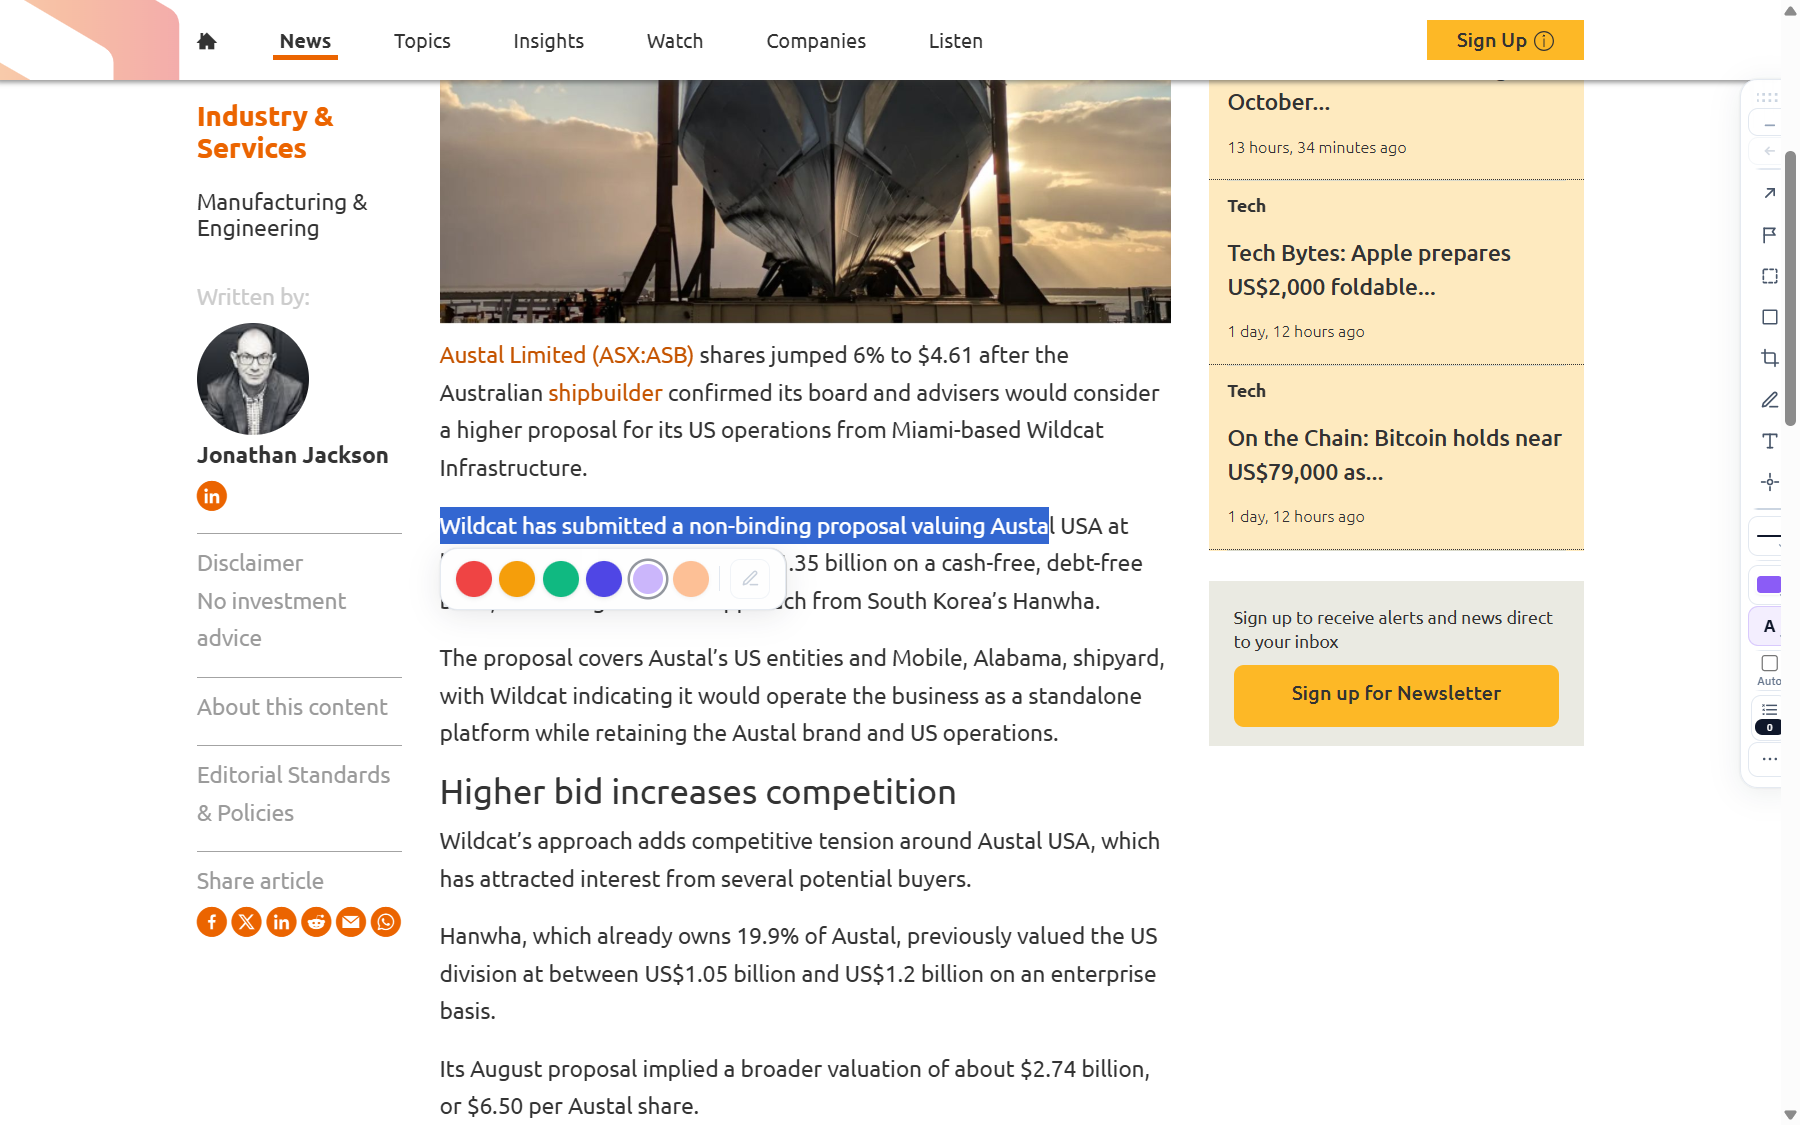 News
Topics
Insights
Watch
Companies
Listen
Sign Up
Industry &
Services
Manufacturing &
Engineering
Written by:
Jonathan Jackson
Disclaimer
No investment
advice
About this content
Editorial Standards
& Policies
Share article
Austal Limited (ASX:ASB) shares jumped 6% to $4.61 after the
Australian shipbuilder confirmed its board and advisers would consider
a higher proposal for its US operations from Miami-based Wildcat
Infrastructure.
Wildcat has submitted a non-binding proposal valuing Austal USA at
.35 billion on a cash-free, debt-free
from South Korea’s Hanwha.
The proposal covers Austal’s US entities and Mobile, Alabama, shipyard,
with Wildcat indicating it would operate the business as a standalone
platform while retaining the Austal brand and US operations.
Higher bid increases competition
Wildcat’s approach adds competitive tension around Austal USA, which
has attracted interest from several potential buyers.
Hanwha, which already owns 19.9% of Austal, previously valued the US
division at between US$1.05 billion and US$1.2 billion on an enterprise
basis.
Its August proposal implied a broader valuation of about $2.74 billion,
or $6.50 per Austal share.
October...
13 hours, 34 minutes ago
Tech
Tech Bytes: Apple prepares
US$2,000 foldable...
1 day, 12 hours ago
Tech
On the Chain: Bitcoin holds near
US$79,000 as...
1 day, 12 hours ago
Sign up to receive alerts and news direct
to your inbox
Sign up for Newsletter
A
Auto
0